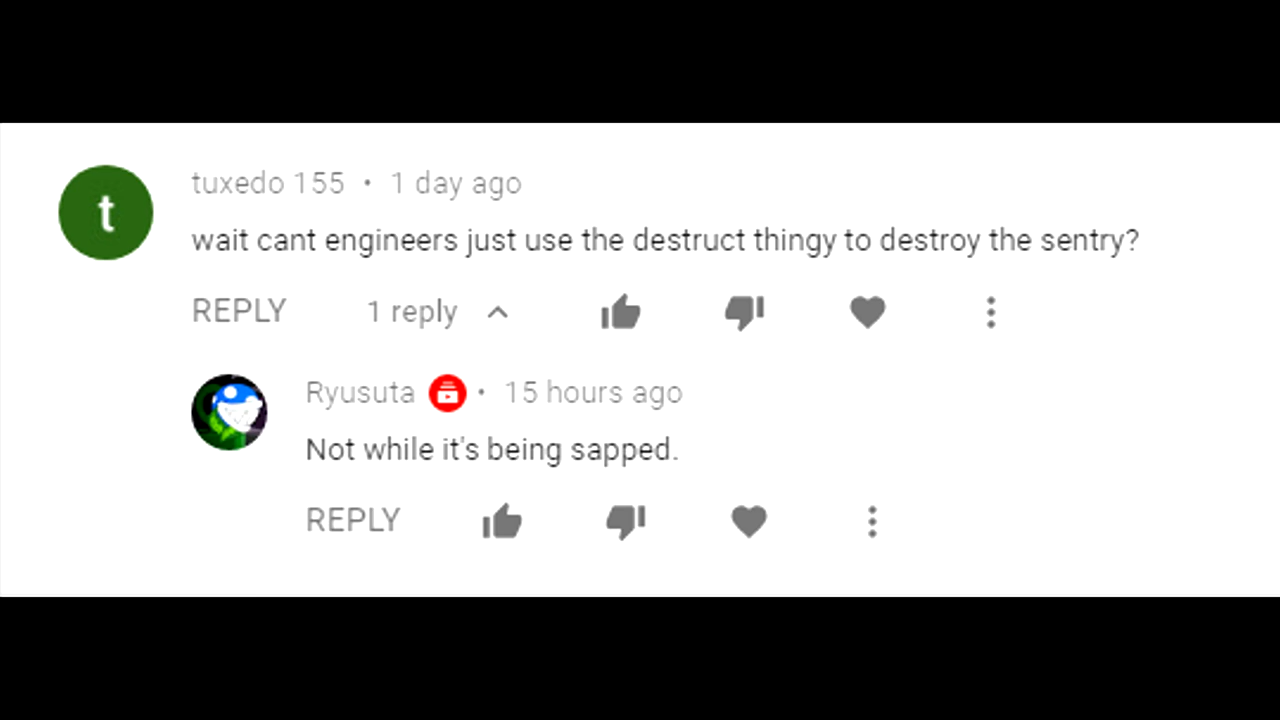 tuxedo 155 • 1 day ago
wait cant engineers just use the destruct thingy to destroy the sentry?
REPLY 1 reply
Ryusuta • 15 hours ago
Not while it's being sapped.
REPLY